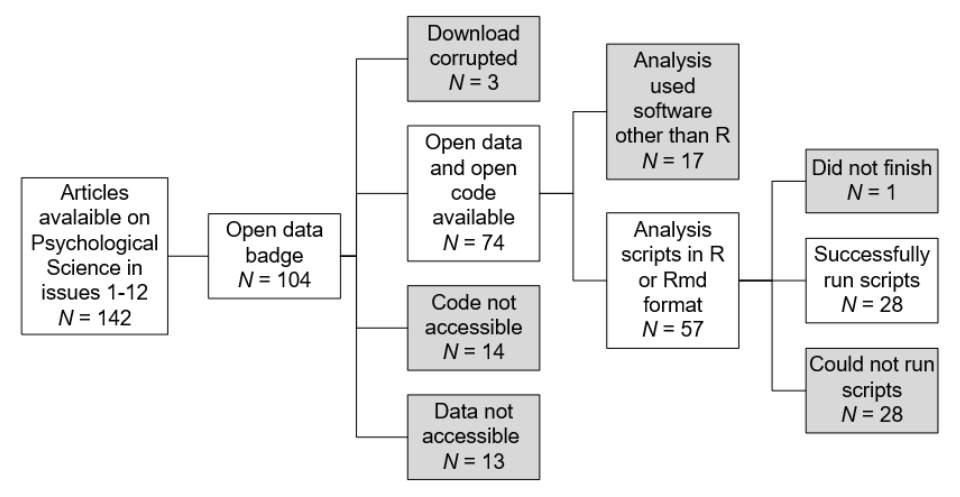 Articles
avalaible on
Psychological
Science in
issues 1-12
N = 142
Open data
badge
N = 104
Download
corrupted
N = 3
Open data
and open
code
available
N = 74
Code not
accessible
N = 14
Data not
accessible
N = 13
Analysis
used
software
other than R
N = 17
Analysis
scripts in R
or Rmd
format
N = 57
Did not finish
N = 1
Successfully
run scripts
N = 28
Could not run
scripts
N = 28